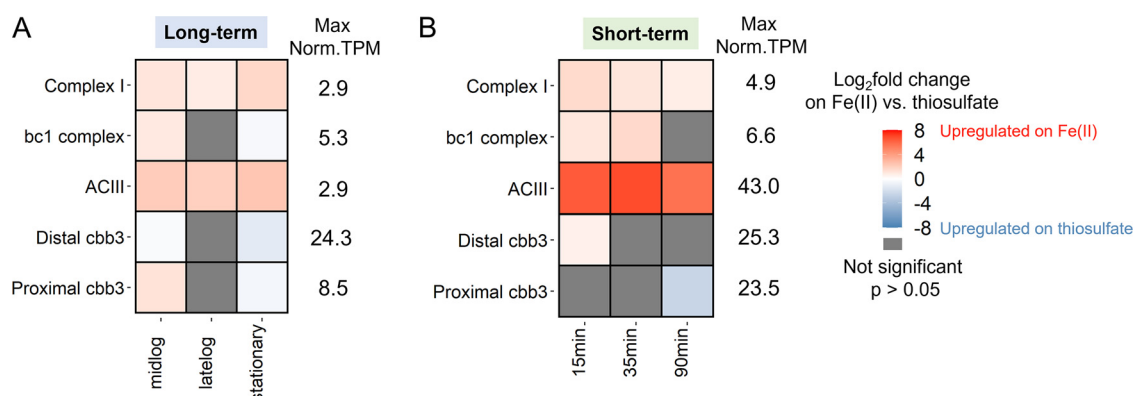 A
Long-term
Max
Norm.TPM
Complex I
2.9
bc1 complex
5.3
ACIII
2.9
Distal cbb3
24.3
Proximal cbb3
8.5
midlog
latelog
stationary
B
Short-term
Max
Norm.TPM
Complex I
4.9
bc1 complex
6.6
ACIII
43.0
Distal cbb3
25.3
Proximal cbb3
23.5
15min.
35min.
90min.
Log₂fold change
on Fe(II) vs. thiosulfate
8 Upregulated on Fe(II)
4
0
-4
-8 Upregulated on thiosulfate
Not significant
p > 0.05